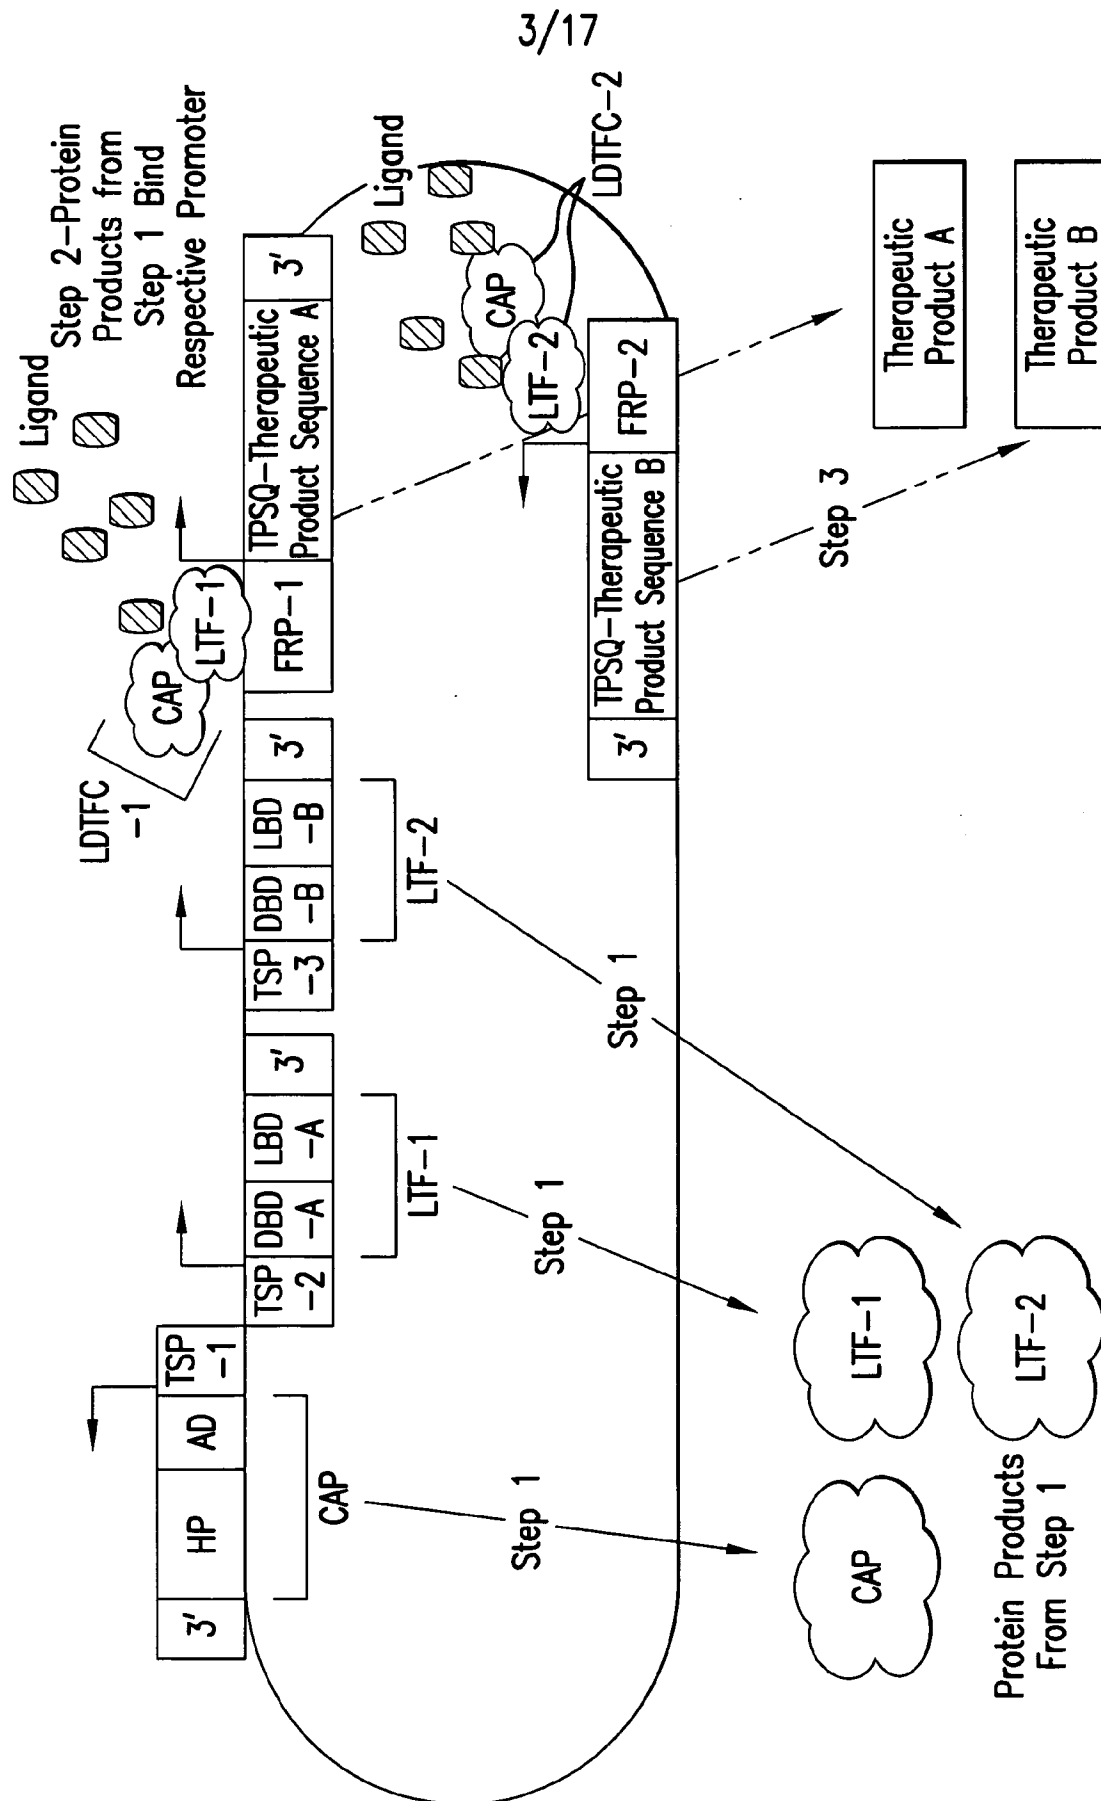 3/17
Ligand
Step 2-Protein
Products from
Step 1 Bind
Respective Promoter
LDTFC
-1
CAP
LTF-1
Ligand
CAP
LTF-2
LDTFC-2
3'
HP
AD
TSP
-1
TSP
-2
DBD
-A
LBD
-A
3'
TSP
-3
DBD
-B
LBD
-B
3'
FRP-1
TPSQ-Therapeutic
Product Sequence A
3'
CAP
LTF-1
LTF-2
Step 1
Step 1
Step 1
3'
TPSQ-Therapeutic
Product Sequence B
FRP-2
Step 3
CAP
LTF-1
LTF-2
Protein Products
From Step 1
Therapeutic
Product A
Therapeutic
Product B